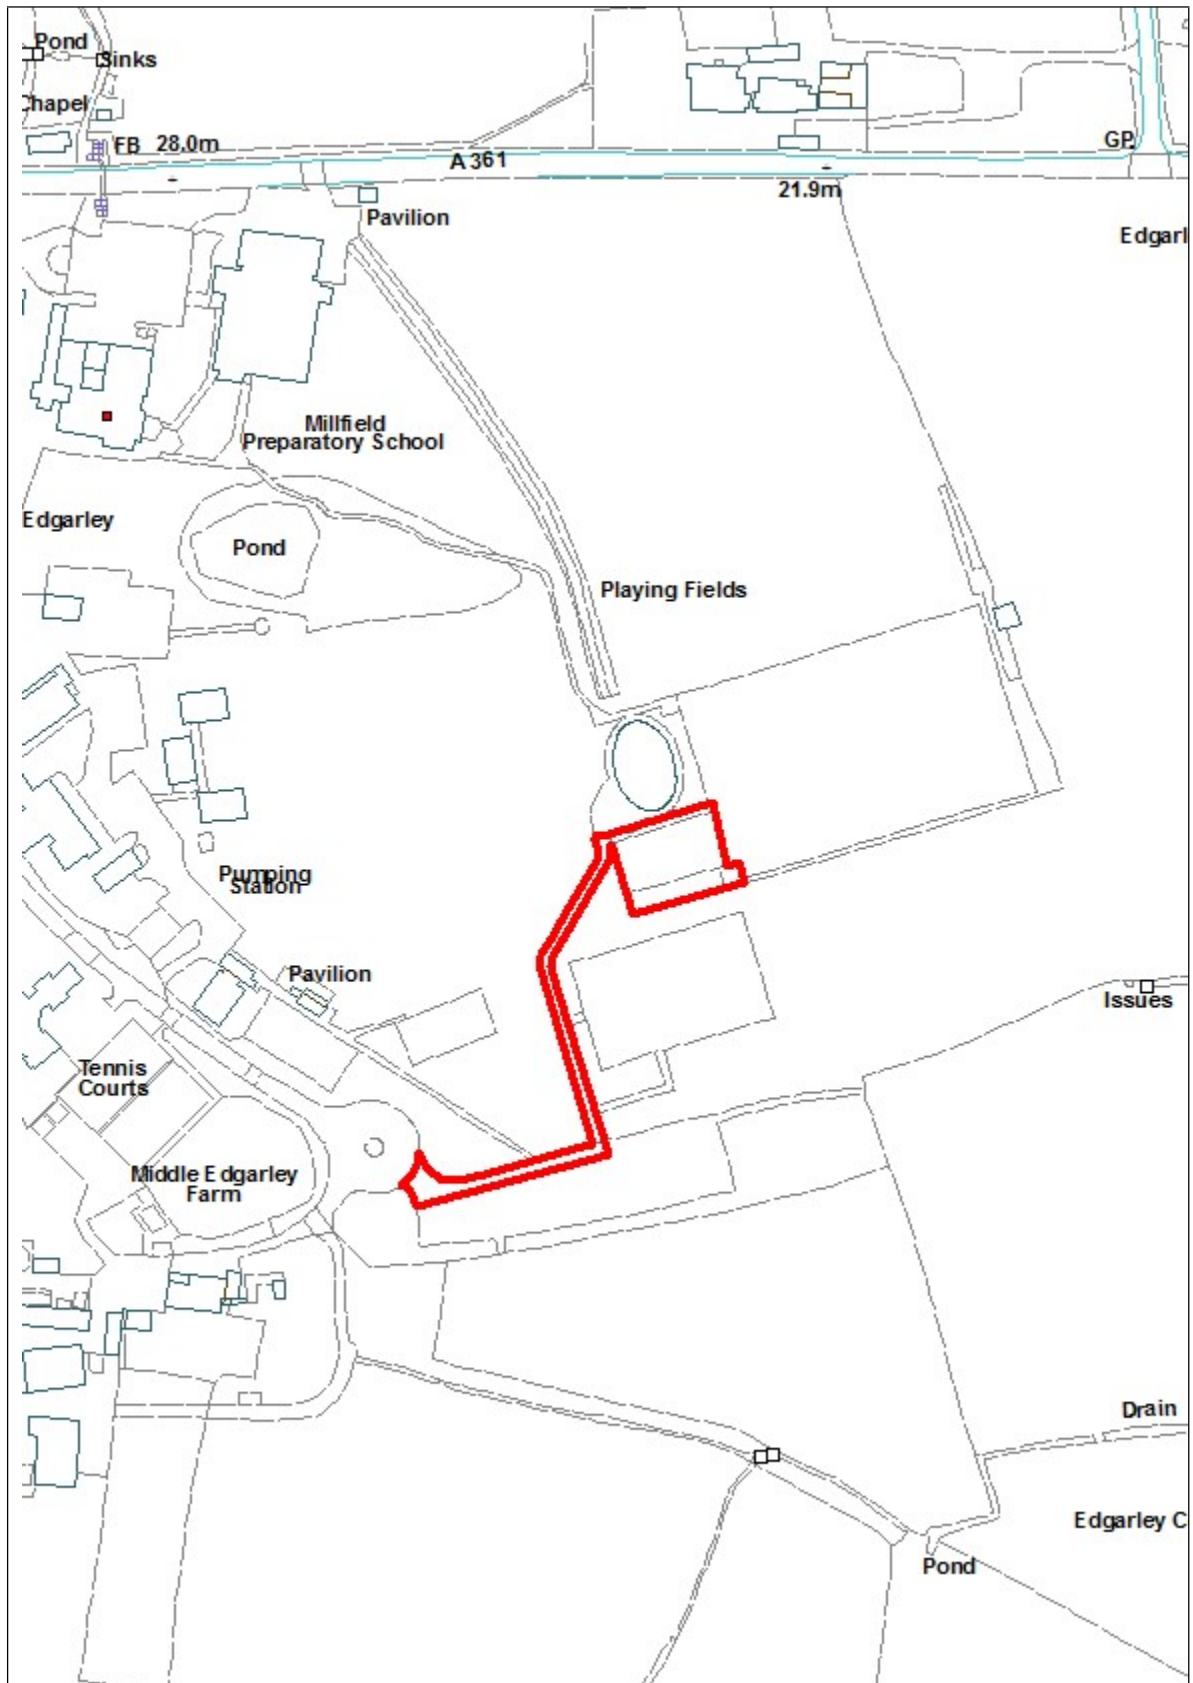 Pond
Sinks
Chapel
FB
28.0m
A 361
GP
21.9m
Pavilion
Edgarl
Millfield
Preparatory School
Edgarley
Pond
Playing Fields
Pumping
Station
Pavilion
Issues
Tennis
Courts
Middle Edgarley
Farm
Drain
Edgarley C
Pond